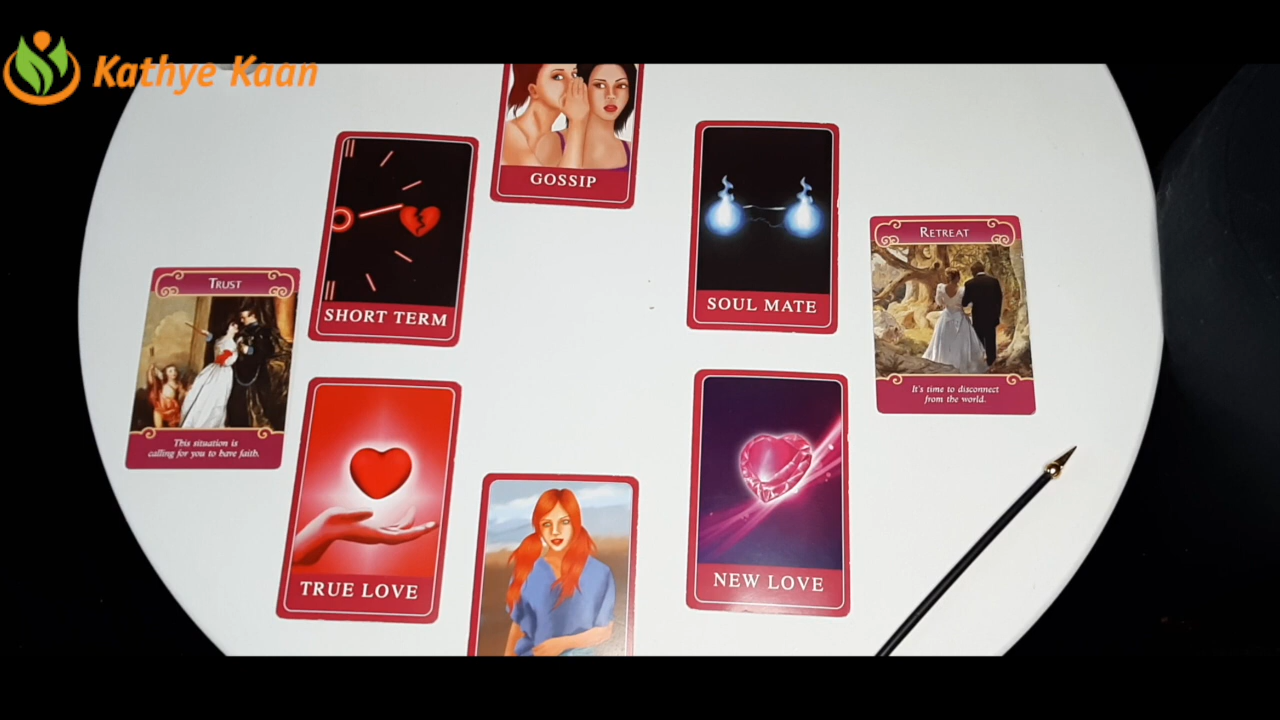 Kathye Kaan
GOSSIP
SHORT TERM
SOUL MATE
RETREAT
It's time to disconnect
from the world.
TRUST
This situation is
calling for you to have faith.
TRUE LOVE
NEW LOVE